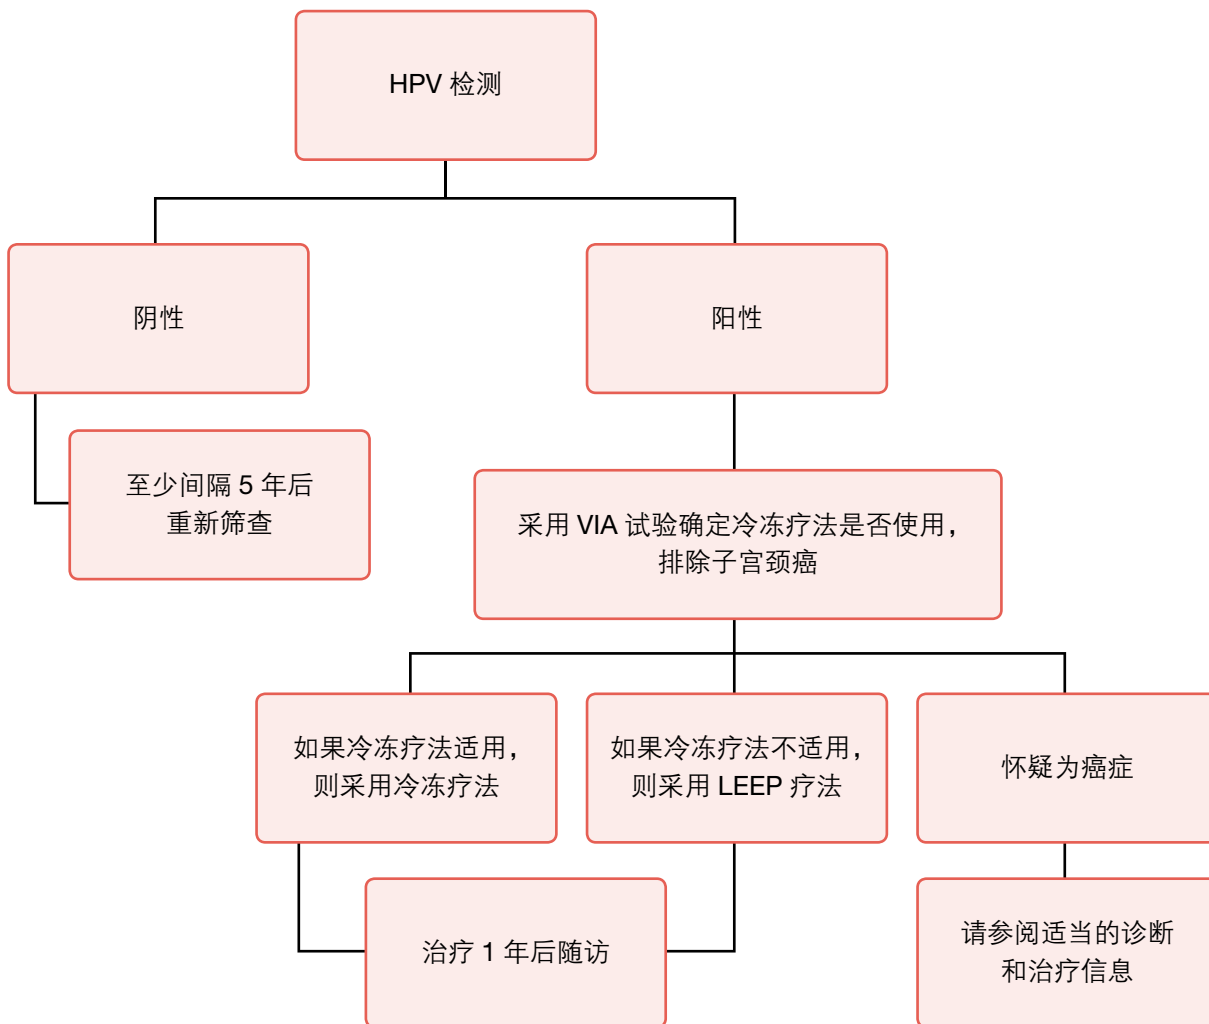 HPV 检测
阴性
阳性
至少间隔 5 年后
重新筛查
采用 VIA 试验确定冷冻疗法是否使用，
排除子宫颈癌
如果冷冻疗法适用，
则采用冷冻疗法
如果冷冻疗法不适用，
则采用 LEEP 疗法
怀疑为癌症
治疗 1 年后随访
请参阅适当的诊断
和治疗信息